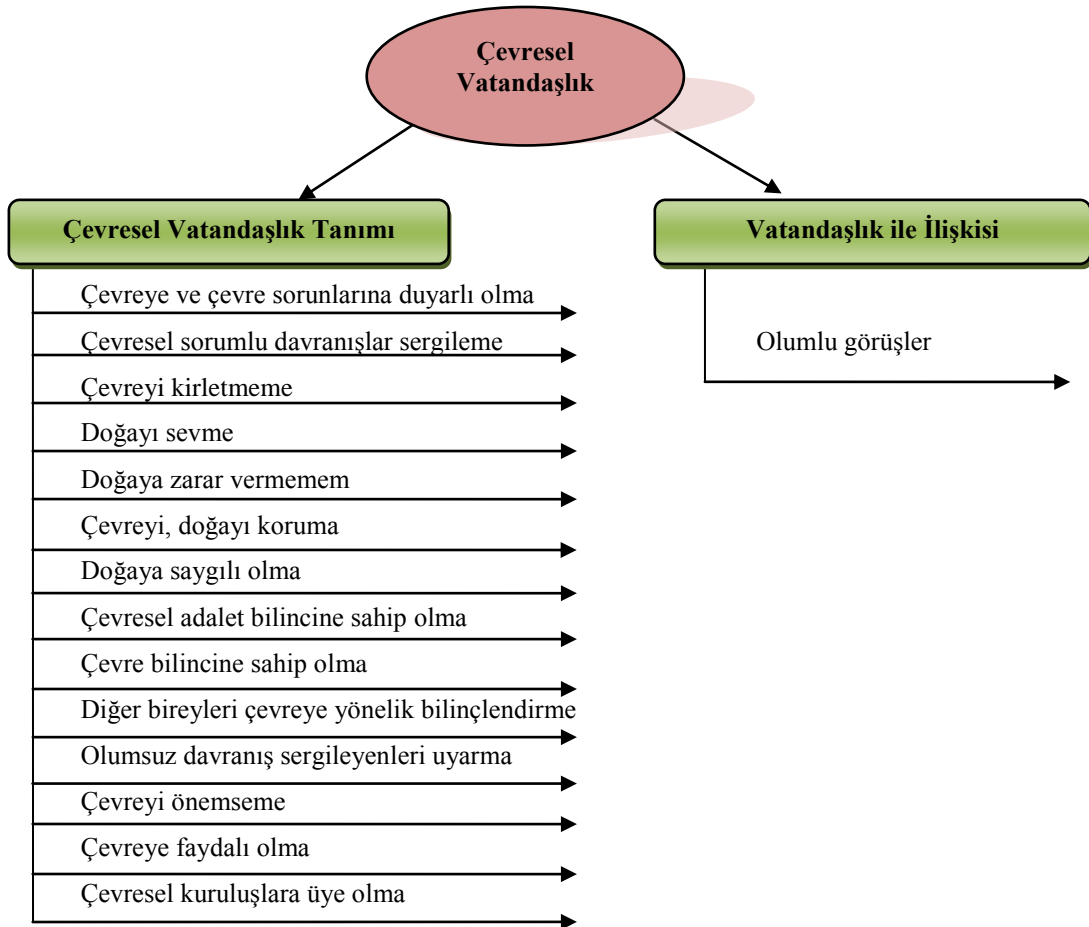 Çevresel
Vatandaşlık
Çevresel Vatandaşlık Tanımı
Çevreye ve çevre sorunlarına duyarlı olma
Çevresel sorumlu davranışlar sergileme
Çevreyi kirletmeme
Doğayı sevme
Doğaya zarar vermemem
Çevreyi, doğayı koruma
Doğaya saygılı olma
Çevresel adalet bilincine sahip olma
Çevre bilincine sahip olma
Diğer bireyleri çevreye yönelik bilinçlendirme
Olumsuz davranış sergileyenleri uyarma
Çevreyi önemseme
Çevreye faydalı olma
Çevresel kuruluşlara üye olma
Vatandaşlık ile İlişkisi
Olumlu görüşler